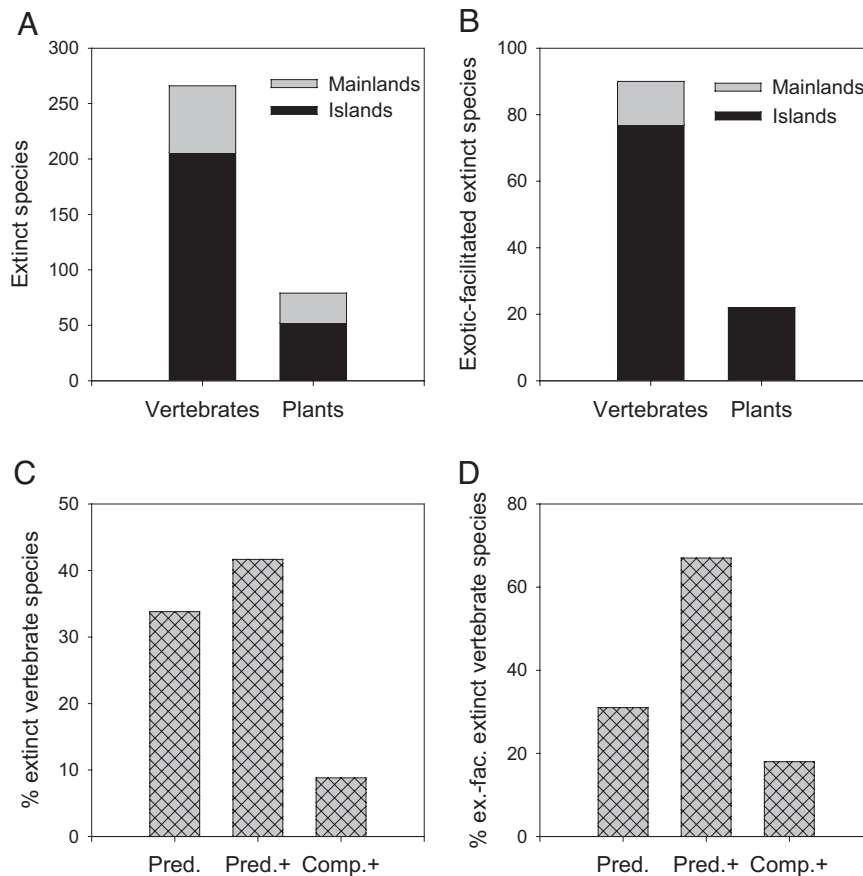 A
Extinct species
300
250
200
150
100
50
0
Mainlands
Islands
Vertebrates Plants
B
Exotic-facilitated extinct species
100
80
60
40
20
0
Mainlands
Islands
Vertebrates Plants
C
% extinct vertebrate species
50
40
30
20
10
0
Pred. Pred.+ Comp.+
D
% ex.-fac. extinct vertebrate species
80
60
40
20
0
Pred. Pred.+ Comp.+